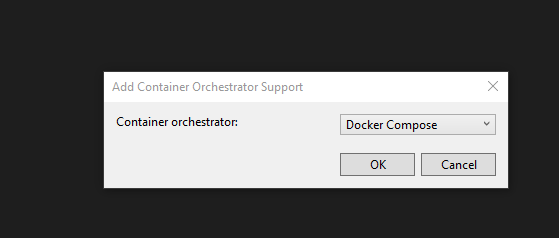 Add Container Orchestrator Support
Container orchestrator:
Docker Compose
OK
Cancel